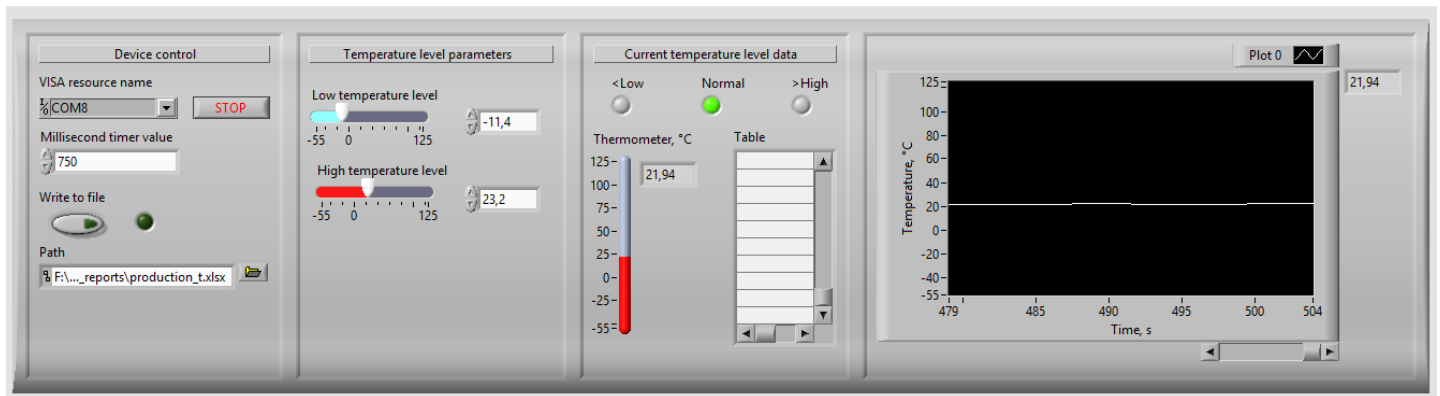 Device control
VISA resource name
COM8
STOP
Millisecond timer value
750
Write to file
Path
F:\..._reports\production_t.xlsx
Temperature level parameters
Low temperature level
-55 0 125
-11,4
High temperature level
-55 0 125
23,2
Current temperature level data
<Low Normal >High
Thermometer, °C
125
100
75
50
25
0
-25
-55
21,94
Table
Plot 0
21,94
Temperature, °C
125
100
80
60
40
20
0
-20
-40
-55
479 485 490 495 500 504
Time, s